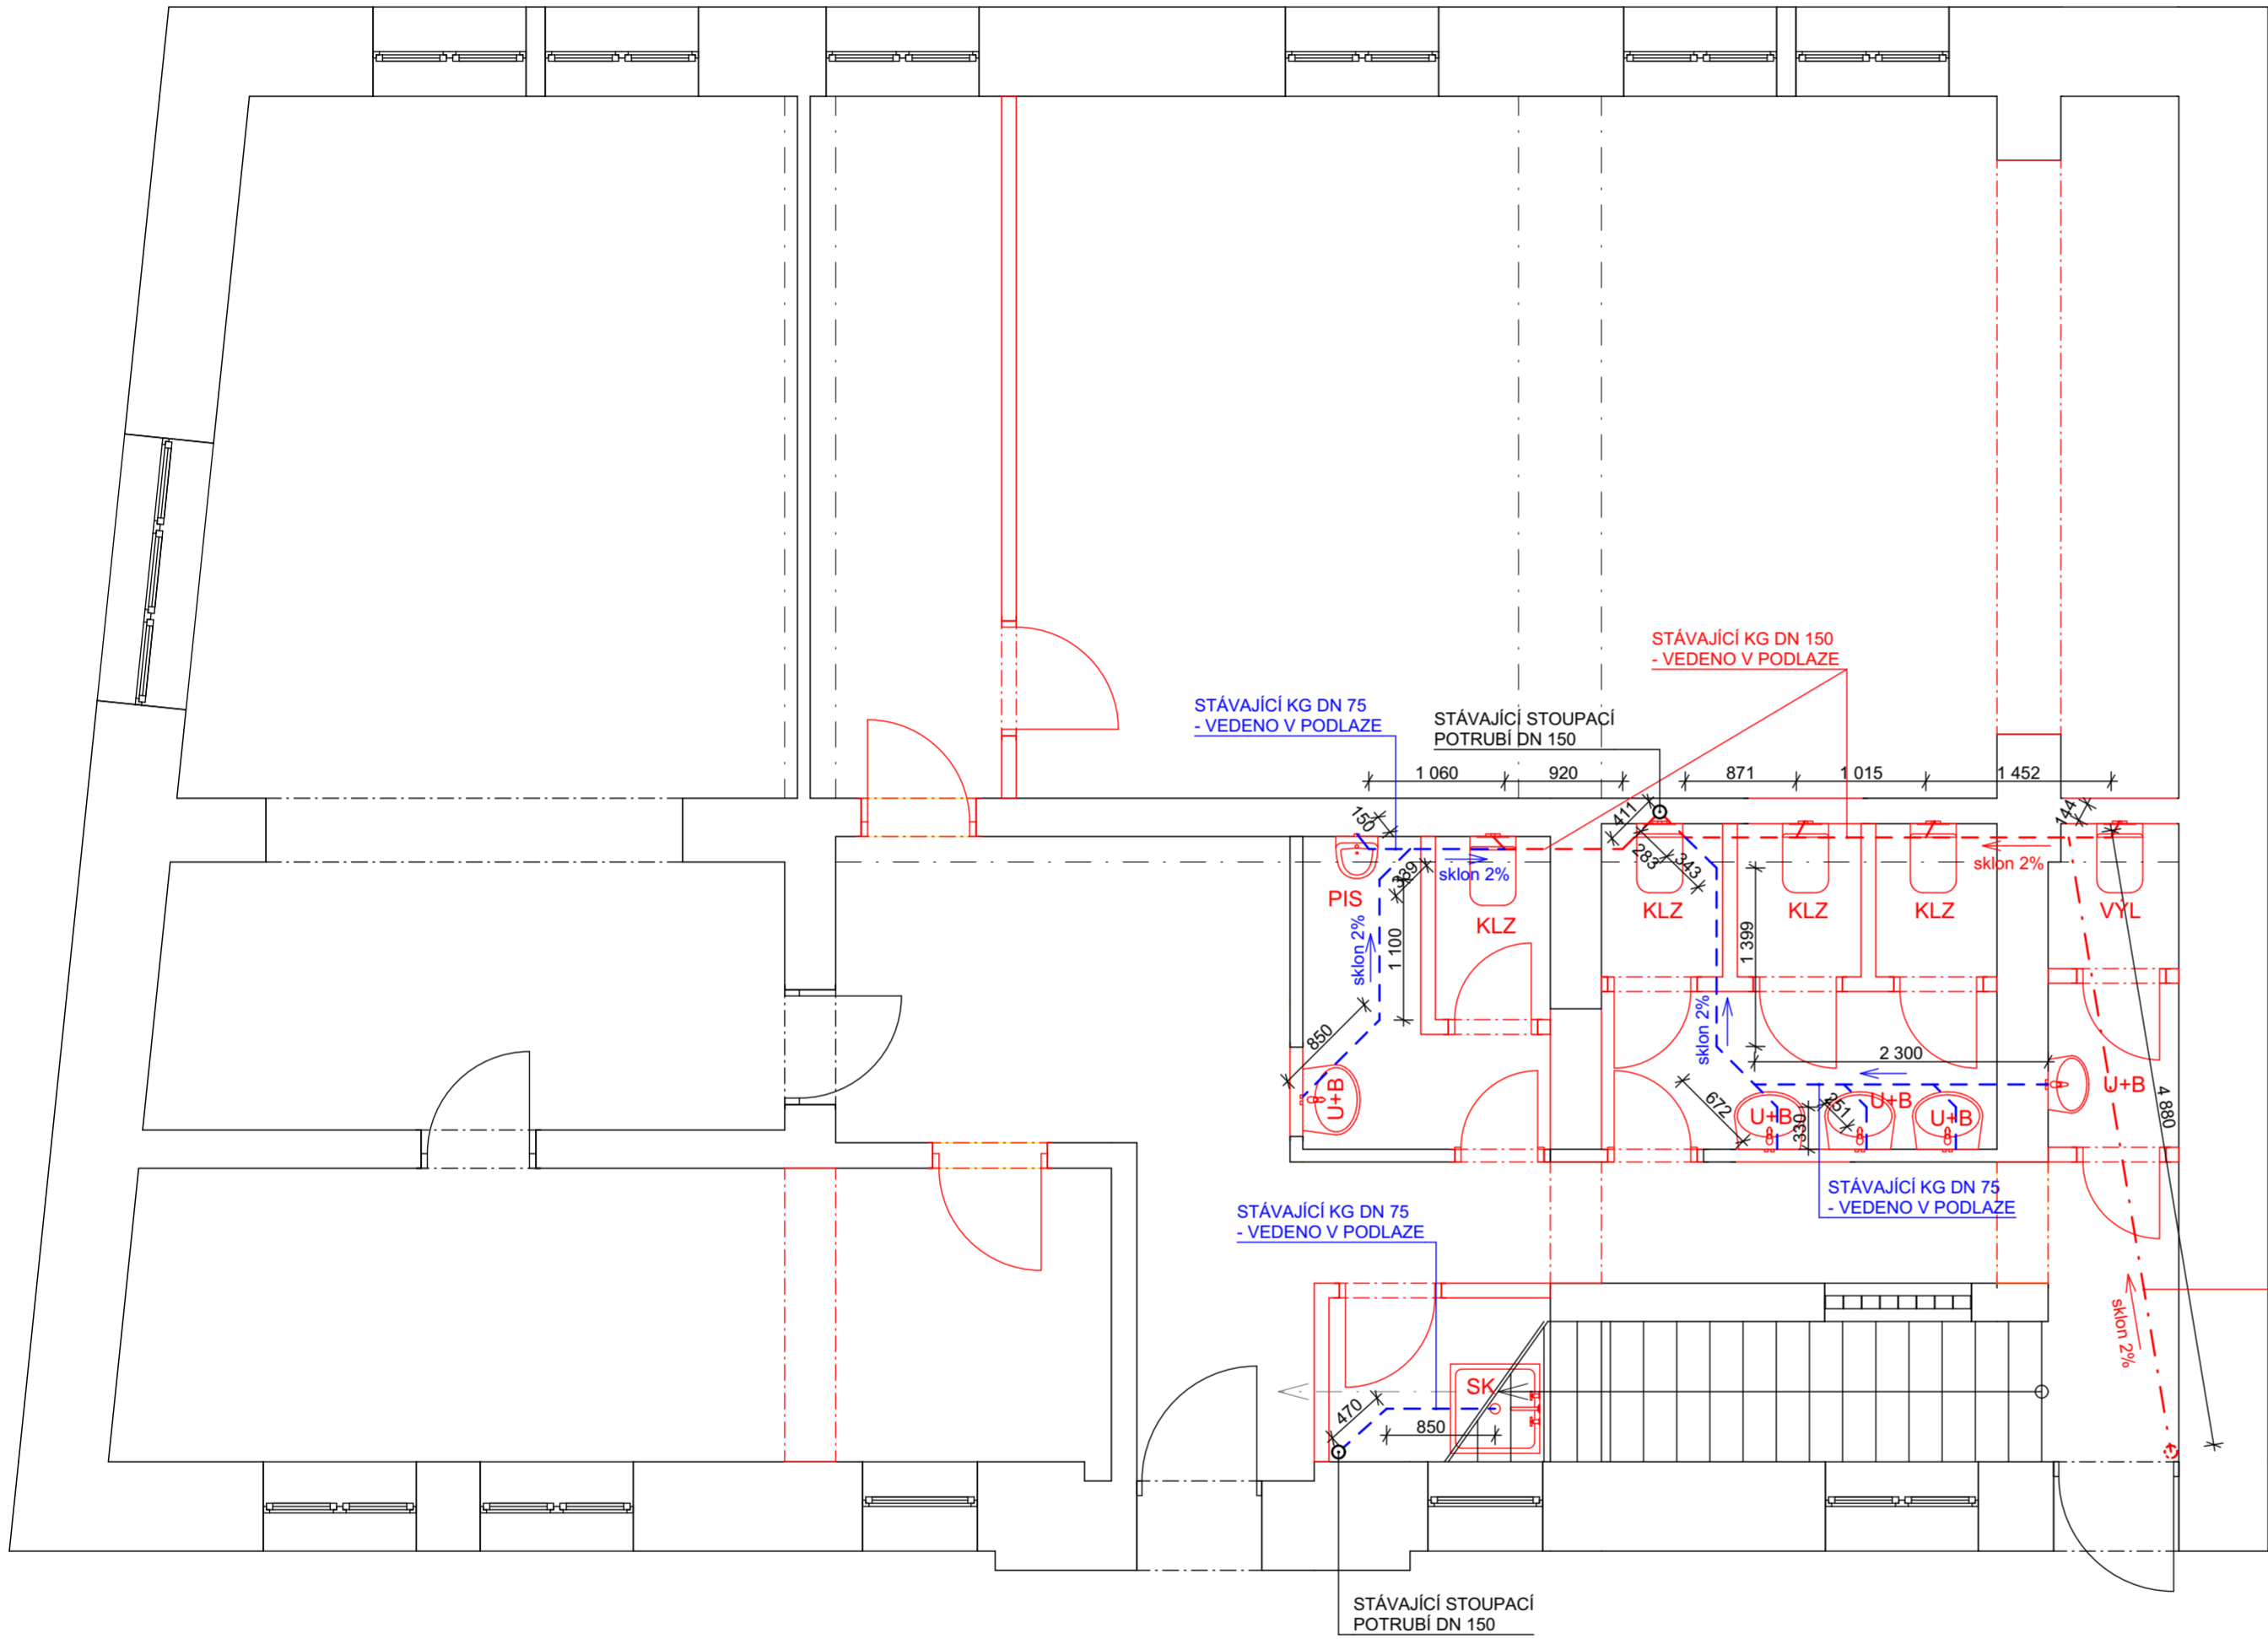 STÁVAJÍCÍ KG DN 150
- VEDENO V PODLAZE
STÁVAJÍCÍ KG DN 75
- VEDENO V PODLAZE
STÁVAJÍCÍ STOUPACÍ
POTRUBÍ DN 150
1 060
920
871
1 015
1 452
150
411
144
339
283
343
sklon 2%
sklon 2%
PIS
KLZ
KLZ
KLZ
KLZ
VÝL
sklon 2%
1 100
1 399
850
sklon 2%
2 300
U+B
672
U+B
330
251
U+B
U+B
U+B
4 880
STÁVAJÍCÍ KG DN 75
- VEDENO V PODLAZE
STÁVAJÍCÍ KG DN 75
- VEDENO V PODLAZE
sklon 2%
SK
470
850
STÁVAJÍCÍ STOUPACÍ
POTRUBÍ DN 150